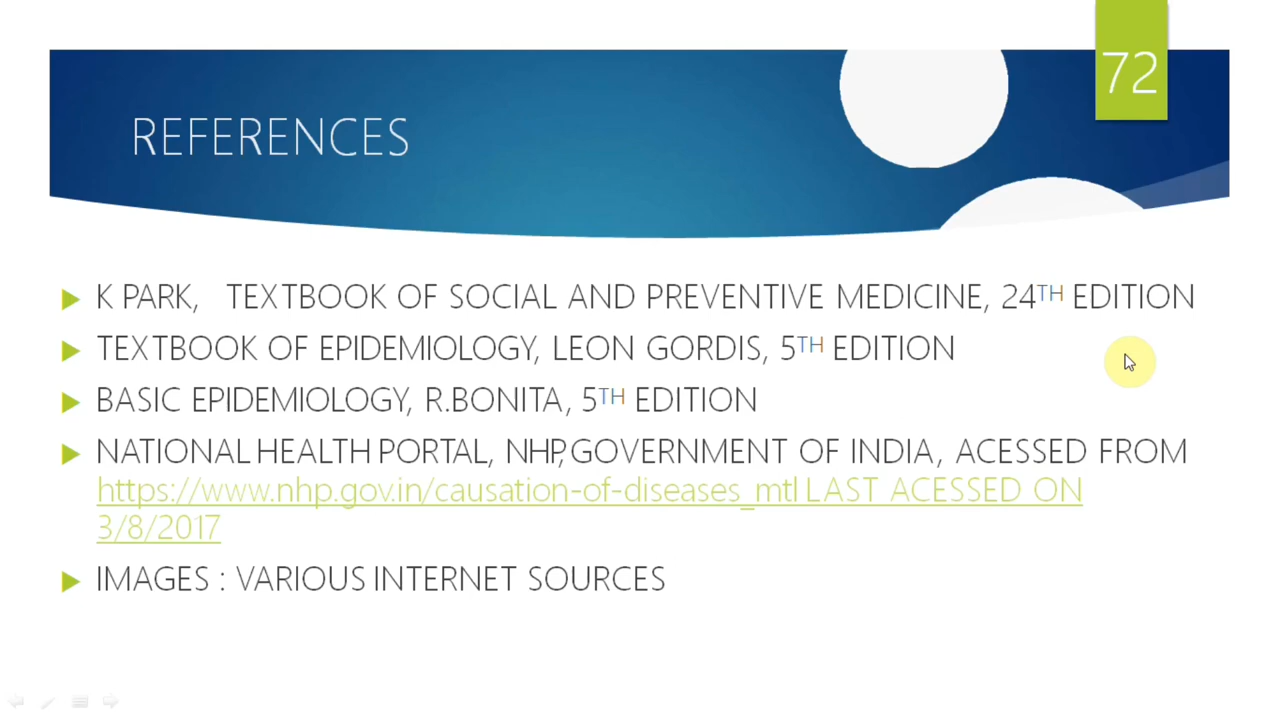 72
REFERENCES
K PARK, TEXTBOOK OF SOCIAL AND PREVENTIVE MEDICINE, 24TH EDITION
TEXTBOOK OF EPIDEMIOLOGY, LEON GORDIS, 5TH EDITION
BASIC EPIDEMIOLOGY, R.BONITA, 5TH EDITION
NATIONAL HEALTH PORTAL, NHP,GOVERNMENT OF INDIA, ACESSED FROM
https://www.nhp.gov.in/causation-of-diseases_mtl LAST ACESSED ON
3/8/2017
IMAGES : VARIOUS INTERNET SOURCES